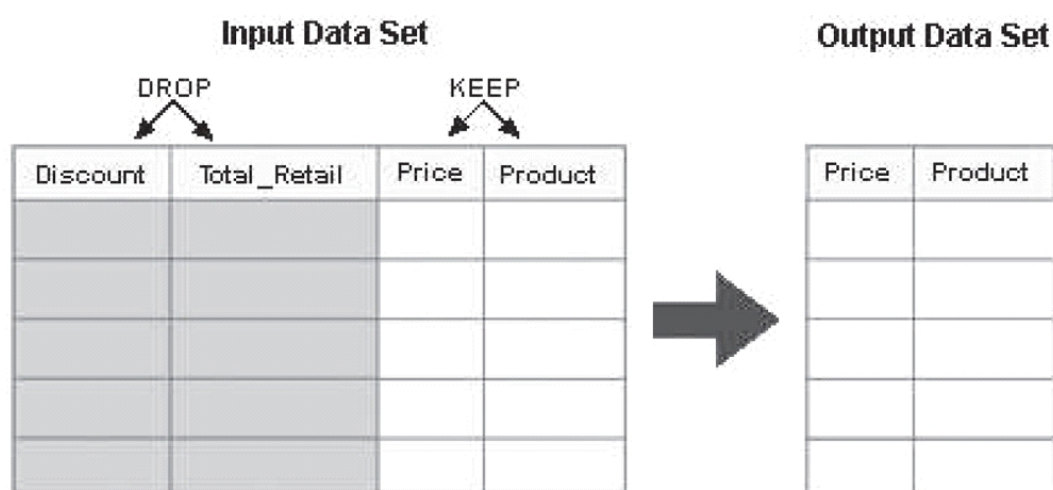 Input Data Set
Output Data Set
DROP
KEEP
Discount Total_Retail Price Product
Price Product